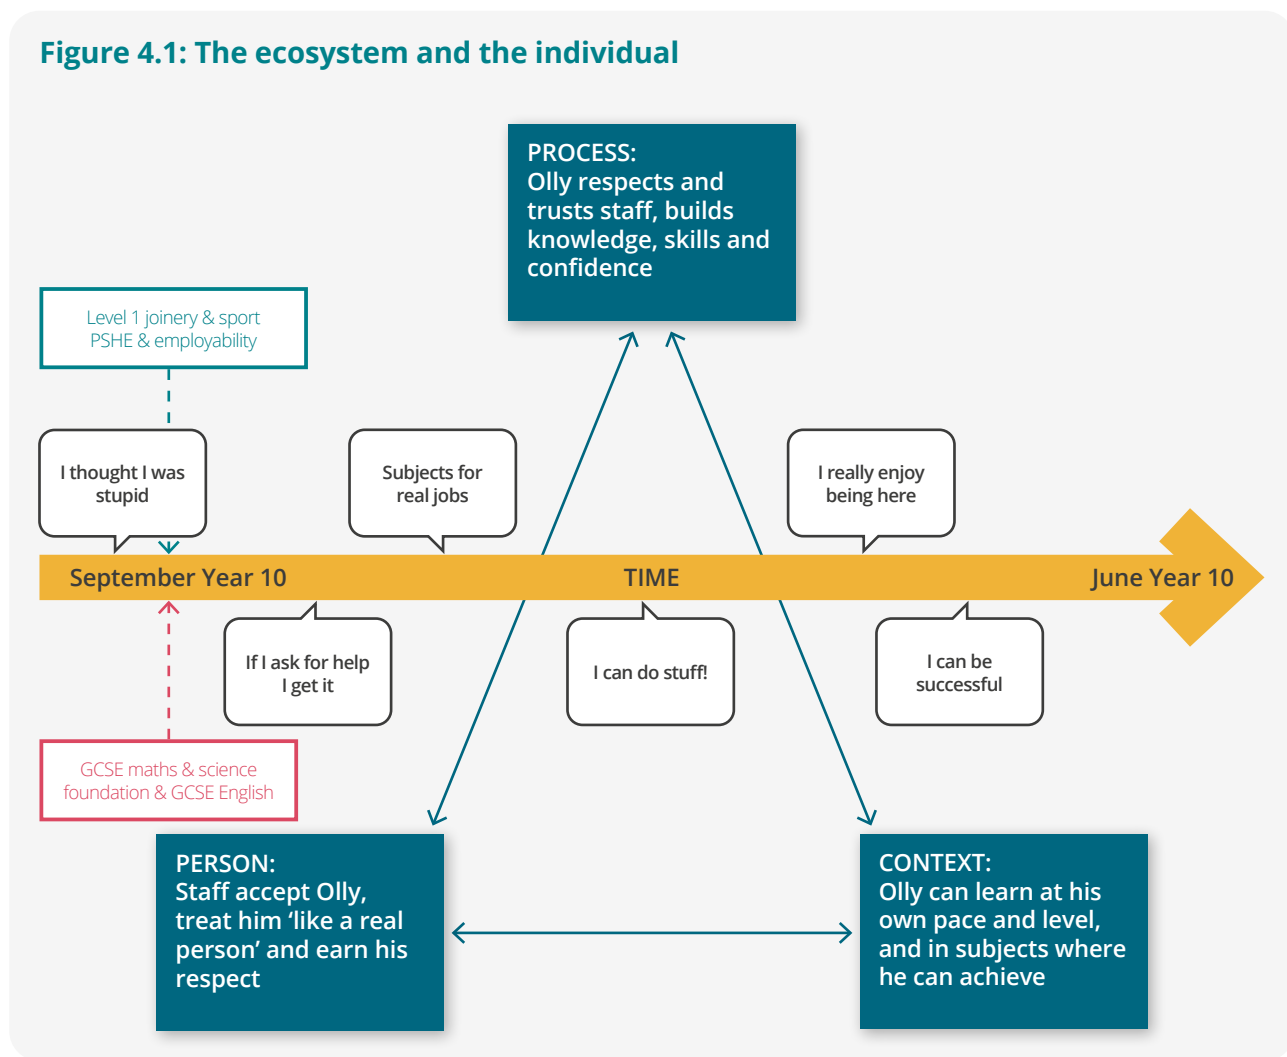 Figure 4.1: The ecosystem and the individual
PROCESS:
Olly respects and
trusts staff, builds
knowledge, skills and
confidence
Level 1 joinery & sport
PSHE & employability
I thought I was
stupid
Subjects for
real jobs
I really enjoy
being here
September Year 10
TIME
June Year 10
If I ask for help
I get it
I can do stuff!
I can be
successful
GCSE maths & science
foundation & GCSE English
PERSON:
Staff accept Olly,
treat him ‘like a real
person’ and earn his
respect
CONTEXT:
Olly can learn at his
own pace and level,
and in subjects where
he can achieve